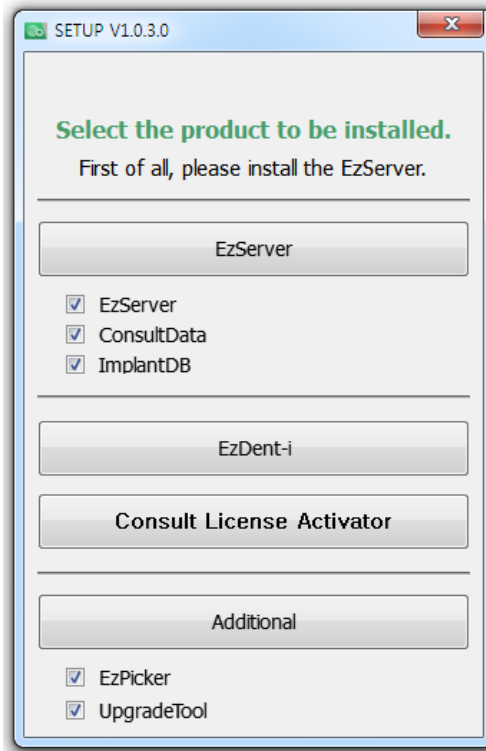 SETUP V1.0.3.0
Select the product to be installed.
First of all, please install the EzServer.
EzServer
EzServer
ConsultData
ImplantDB
EzDent-i
Consult License Activator
Additional
EzPicker
UpgradeTool